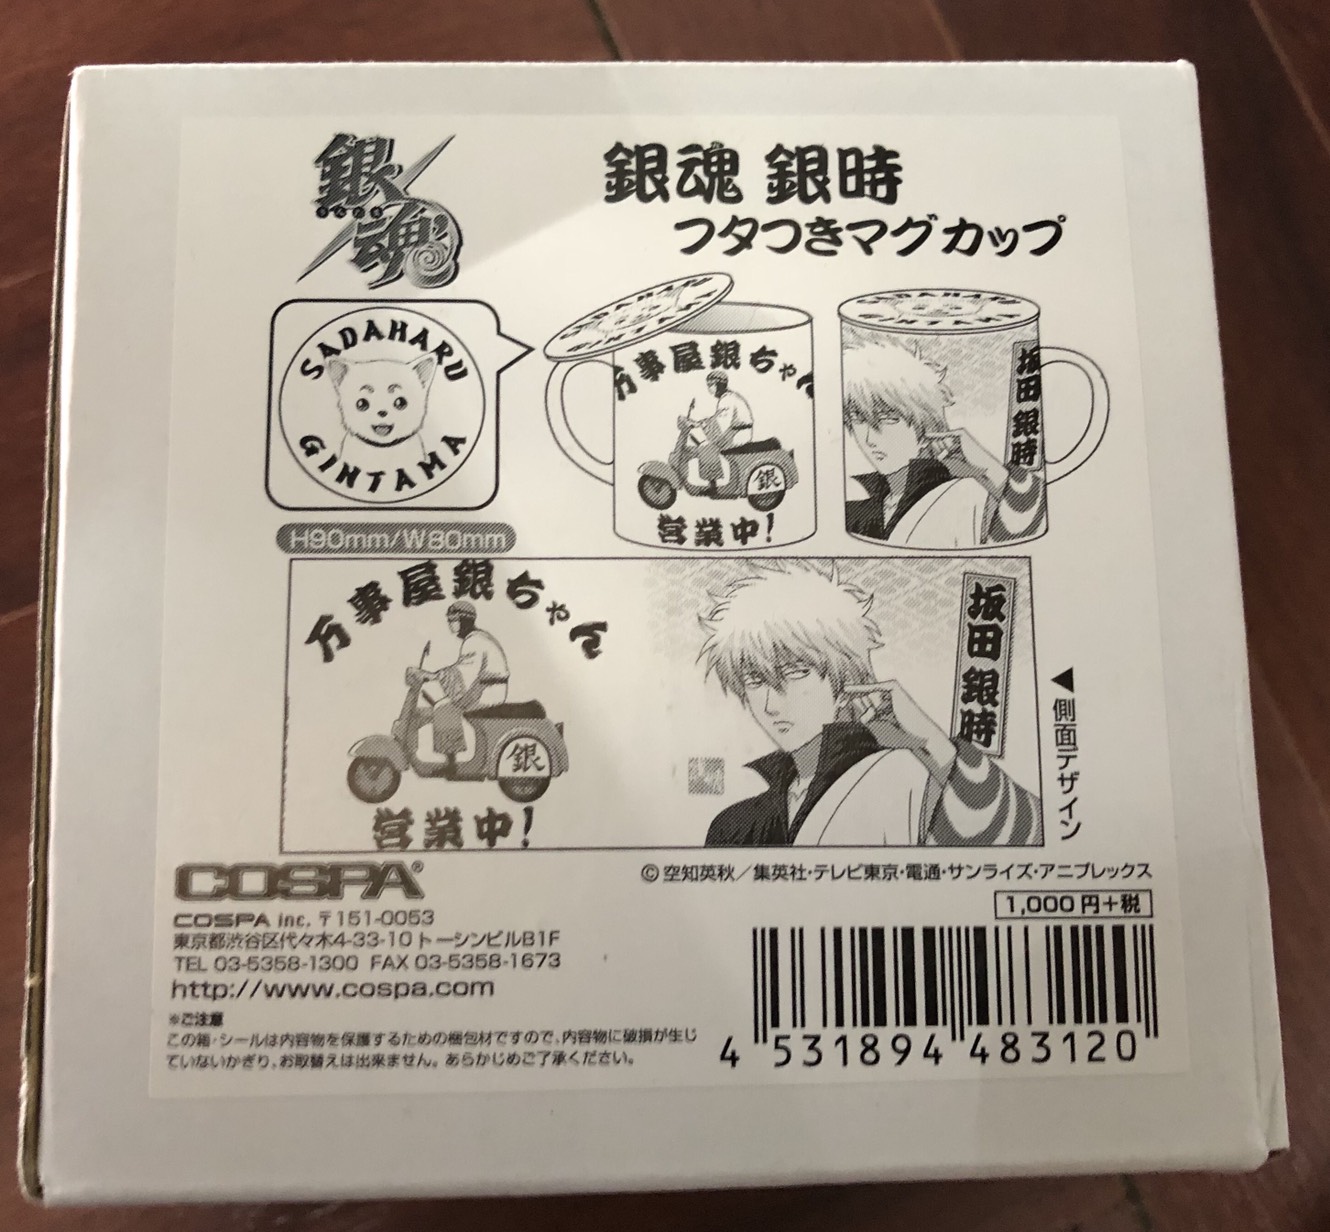 銀魂
銀魂 銀時
フタつきマグカップ
SADAHARU
GINTAMA
SADAHARU
GINTAMA
万事屋銀ちゃん
銀
営業中!
SADAHARU
GINTAMA
坂田銀時
H90mm/W80mm
万事屋銀ちゃん
銀
営業中!
坂田銀時
◀側面デザイン
COSPA®
©空知英秋/集英社・テレビ東京・電通・サンライズ・アニプレックス
1,000円+税
COSPA inc. 〒151-0053
東京都渋谷区代々木4-33-10 トーシンビルB1F
TEL 03-5358-1300 FAX 03-5358-1673
http://www.cospa.com
※ご注意
この箱・シールは内容物を保護するための梱包材ですので、内容物に破損が生じ
ていないかぎり、お取替えは出来ません。あらかじめご了承ください。
4 531894 483120